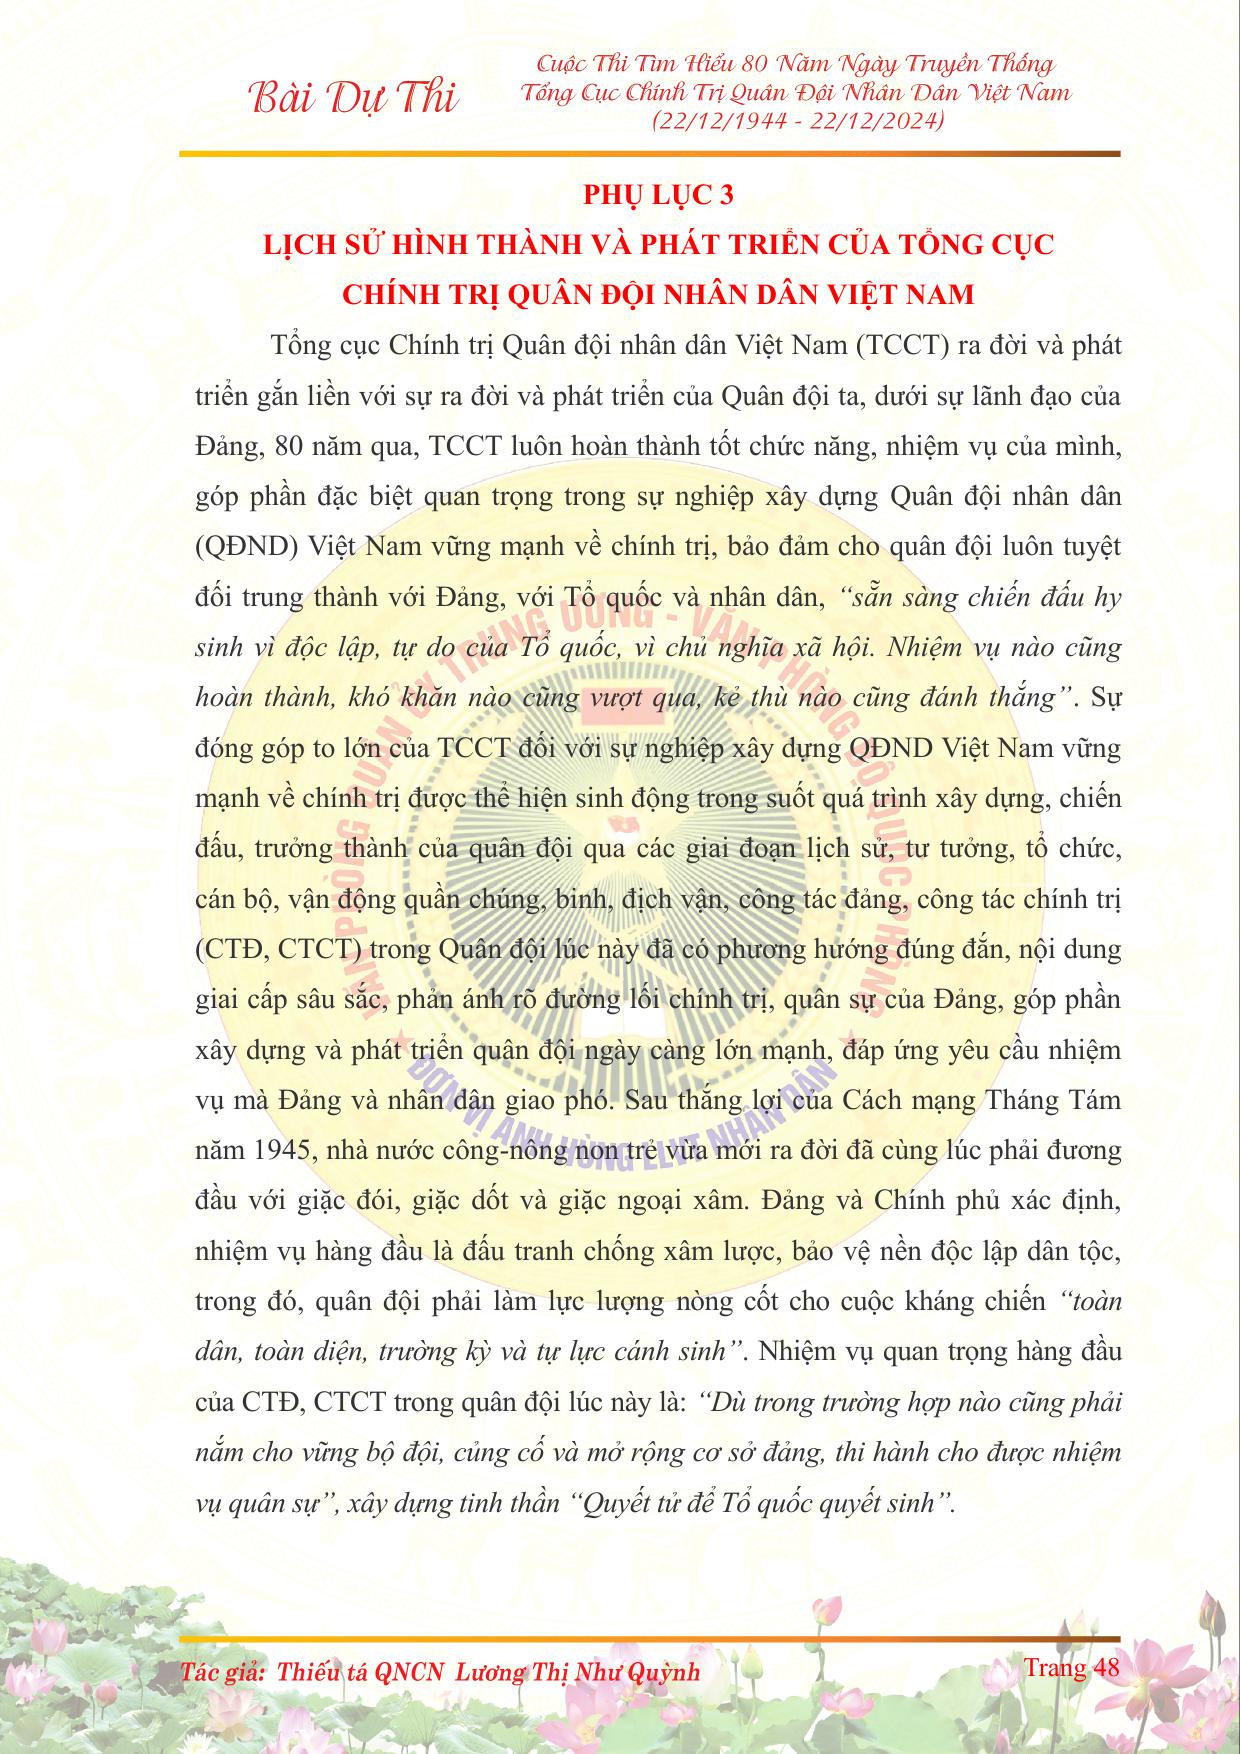 Bài Dự Thi
Cuộc Thi Tìm Hiểu 80 Năm Ngày Truyền Thống
Tổng Cục Chính Trị Quân Đội Nhân Dân Việt Nam
(22/12/1944 - 22/12/2024)
PHỤ LỤC 3
LỊCH SỬ HÌNH THÀNH VÀ PHÁT TRIỂN CỦA TỔNG CỤC
CHÍNH TRỊ QUÂN ĐỘI NHÂN DÂN VIỆT NAM
Tổng cục Chính trị Quân đội nhân dân Việt Nam (TCCT) ra đời và phát
triển gắn liền với sự ra đời và phát triển của Quân đội ta, dưới sự lãnh đạo của
Đảng, 80 năm qua, TCCT luôn hoàn thành tốt chức năng, nhiệm vụ của mình,
góp phần đặc biệt quan trọng trong sự nghiệp xây dựng Quân đội nhân dân
(QĐND) Việt Nam vững mạnh về chính trị, bảo đảm cho quân đội luôn tuyệt
đối trung thành với Đảng, với Tổ quốc và nhân dân, “sẵn sàng chiến đấu hy
sinh vì độc lập, tự do của Tổ quốc, vì chủ nghĩa xã hội. Nhiệm vụ nào cũng
hoàn thành, khó khăn nào cũng vượt qua, kẻ thù nào cũng đánh thắng”. Sự
đóng góp to lớn của TCCT đối với sự nghiệp xây dựng QĐND Việt Nam vững
mạnh về chính trị được thể hiện sinh động trong suốt quá trình xây dựng, chiến
đấu, trưởng thành của quân đội qua các giai đoạn lịch sử, tư tưởng, tổ chức,
cán bộ, vận động quần chúng, binh, địch vận, công tác đảng, công tác chính trị
(CTĐ, CTCT) trong Quân đội lúc này đã có phương hướng đúng đắn, nội dung
giai cấp sâu sắc, phản ánh rõ đường lối chính trị, quân sự của Đảng, góp phần
xây dựng và phát triển quân đội ngày càng lớn mạnh, đáp ứng yêu cầu nhiệm
vụ mà Đảng và nhân dân giao phó. Sau thắng lợi của Cách mạng Tháng Tám
năm 1945, nhà nước công-nông non trẻ vừa mới ra đời đã cùng lúc phải đương
đầu với giặc đói, giặc dốt và giặc ngoại xâm. Đảng và Chính phủ xác định,
nhiệm vụ hàng đầu là đấu tranh chống xâm lược, bảo vệ nền độc lập dân tộc,
trong đó, quân đội phải làm lực lượng nòng cốt cho cuộc kháng chiến “toàn
dân, toàn diện, trường kỳ và tự lực cánh sinh”. Nhiệm vụ quan trọng hàng đầu
của CTĐ, CTCT trong quân đội lúc này là: “Dù trong trường hợp nào cũng phải
nắm cho vững bộ đội, củng cố và mở rộng cơ sở đảng, thi hành cho được nhiệm
vụ quân sự”, xây dựng tinh thần “Quyết tử để Tổ quốc quyết sinh”.
VĂN PHÒNG QUÂN ỦY TRUNG ƯƠNG - VĂN PHÒNG BỘ QUỐC PHÒNG
ĐƠN VỊ ANH HÙNG LLVT NHÂN DÂN
Tác giả: Thiếu tá QNCN Lương Thị Như Quỳnh
Trang 48